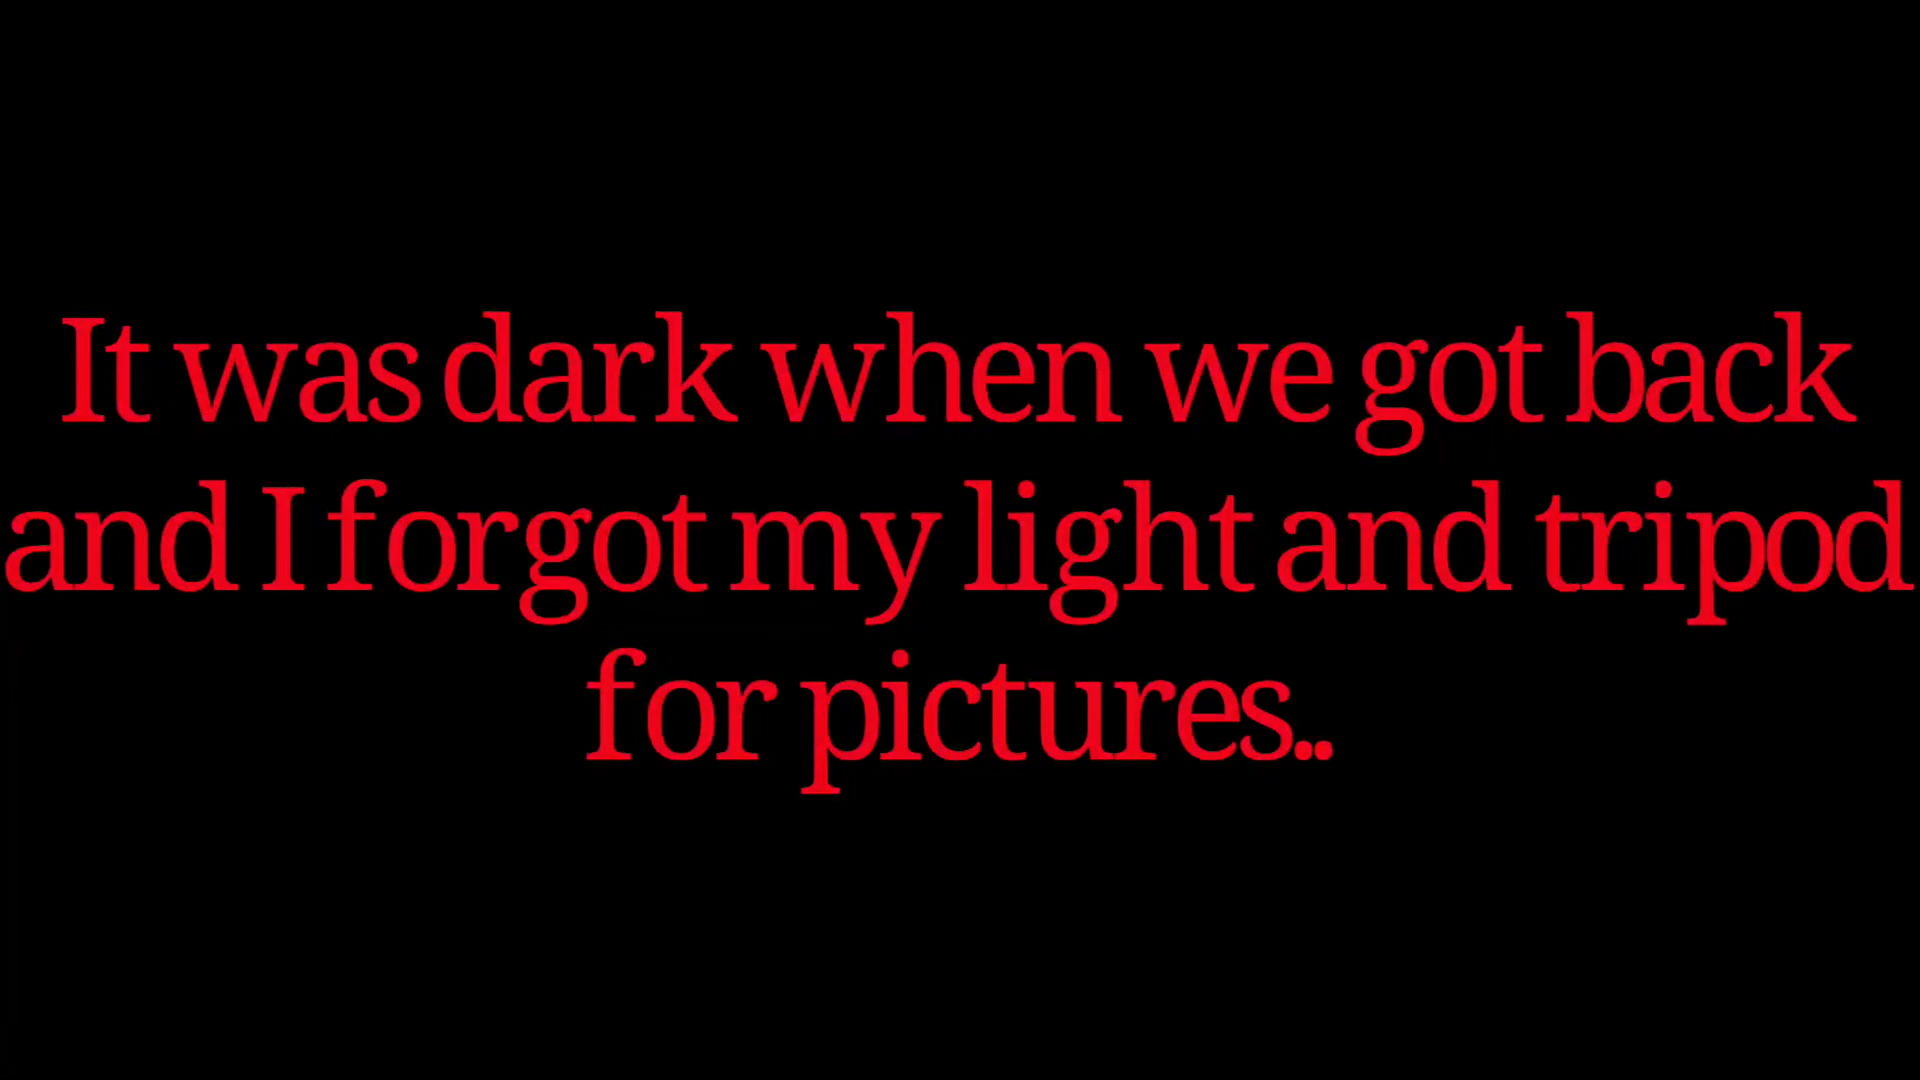 It was dark when we got back
and I forgot my light and tripod
for pictures..